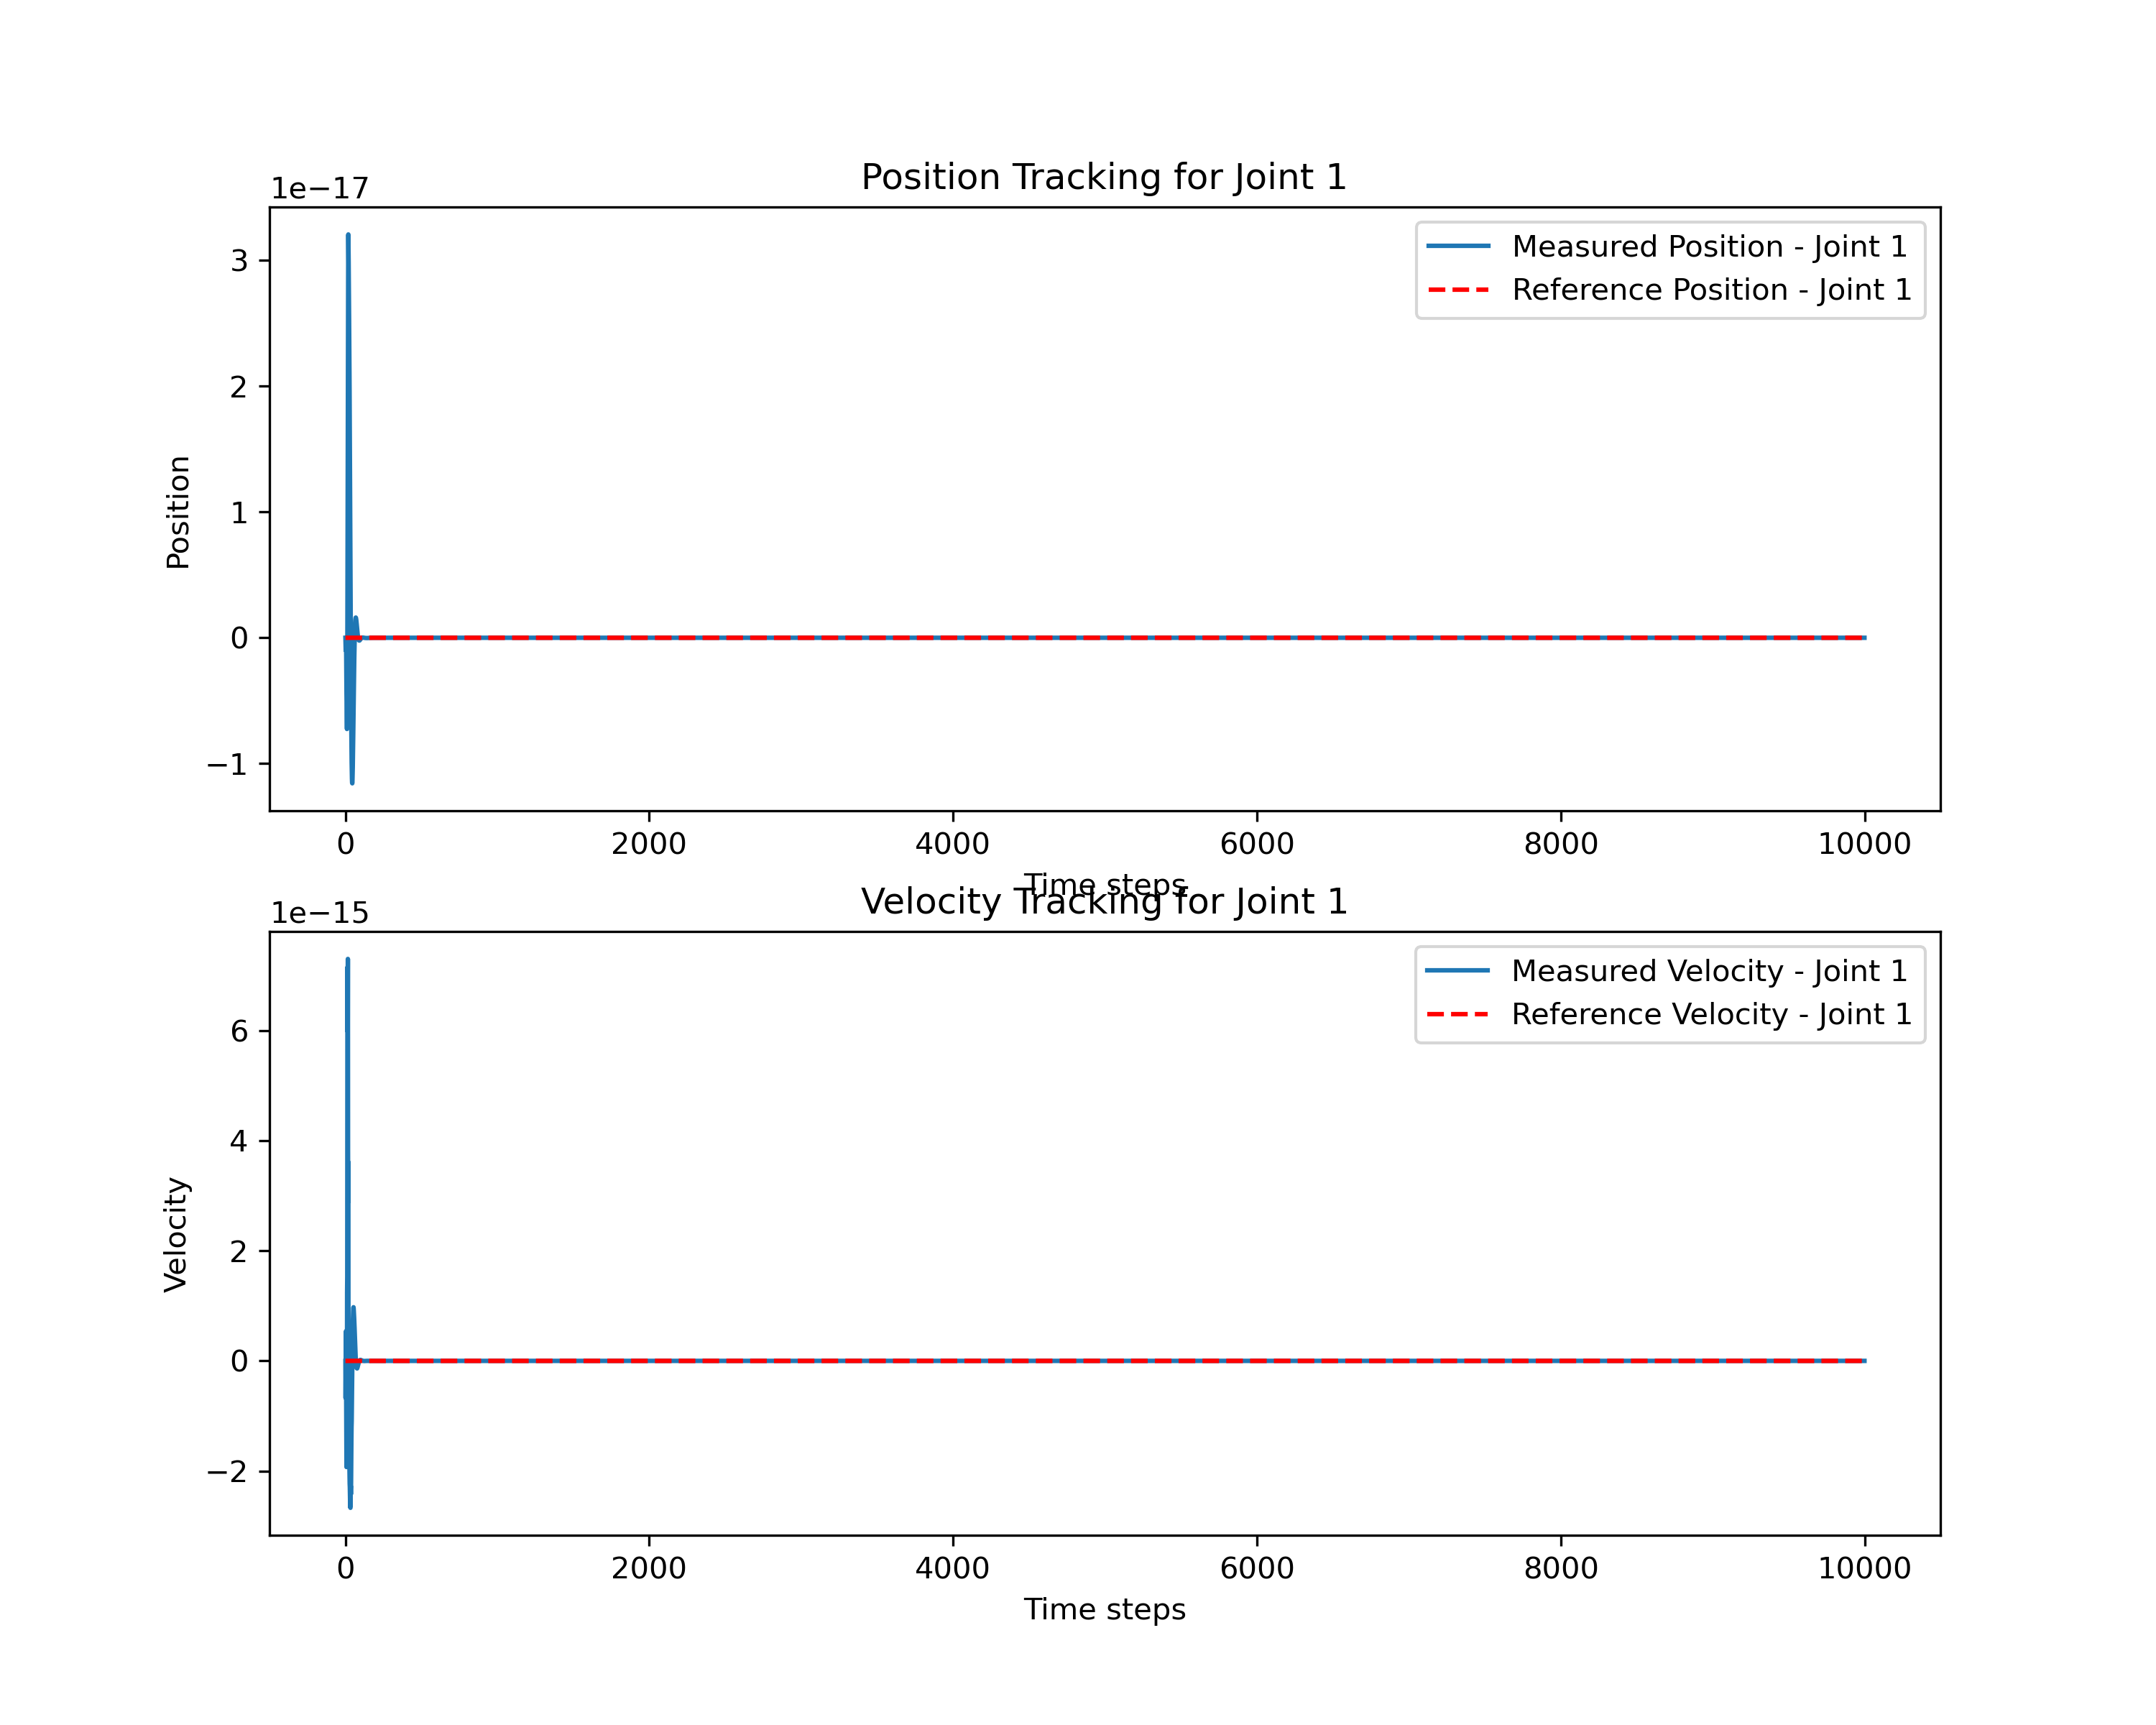 Position Tracking for Joint 1
1e−17
Measured Position - Joint 1
Reference Position - Joint 1
3
2
1
0
−1
Position
0
2000
4000
6000
8000
10000
Time steps
Velocity Tracking for Joint 1
1e−15
Measured Velocity - Joint 1
Reference Velocity - Joint 1
6
4
2
0
−2
Velocity
0
2000
4000
6000
8000
10000
Time steps